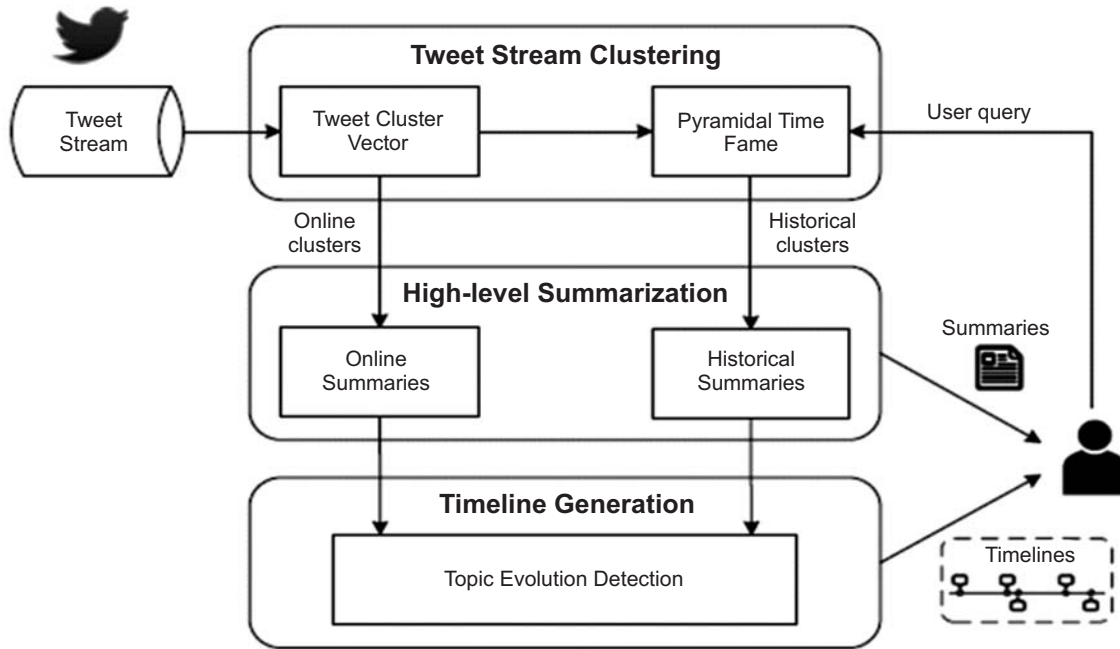 Tweet Stream Clustering
Tweet
Stream
Tweet Cluster
Vector
Pyramidal Time
Fame
User query
Online
clusters
Historical
clusters
High-level Summarization
Online
Summaries
Historical
Summaries
Summaries
Timeline Generation
Topic Evolution Detection
Timelines